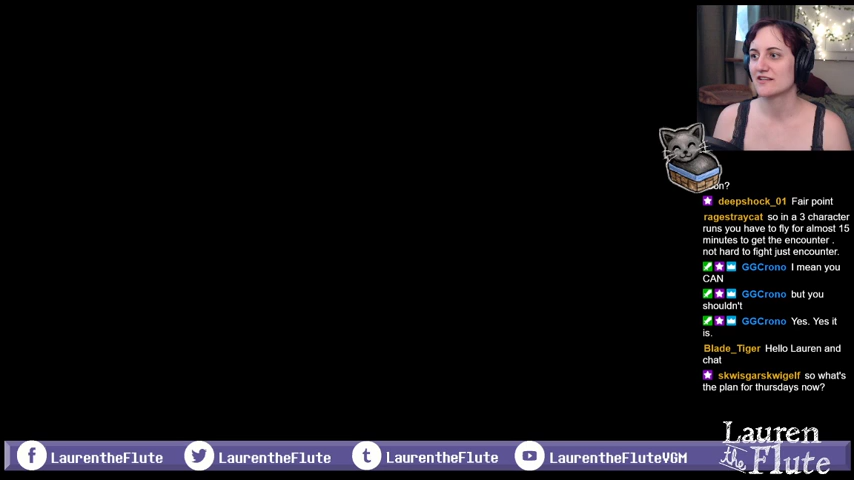 on?
deepshock_01 Fair point
ragestraycat so in a 3 character
runs you have to fly for almost 15
minutes to get the encounter .
not hard to fight just encounter.
GGCrono I mean you
CAN
GGCrono but you
shouldn't
GGCrono Yes. Yes it
is.
Blade_Tiger Hello Lauren and
chat
skwisgarskwigelf so what's
the plan for thursdays now?
Lauren
the Flute
LaurentheFlute
LaurentheFlute
LaurentheFlute
LaurentheFluteVGM